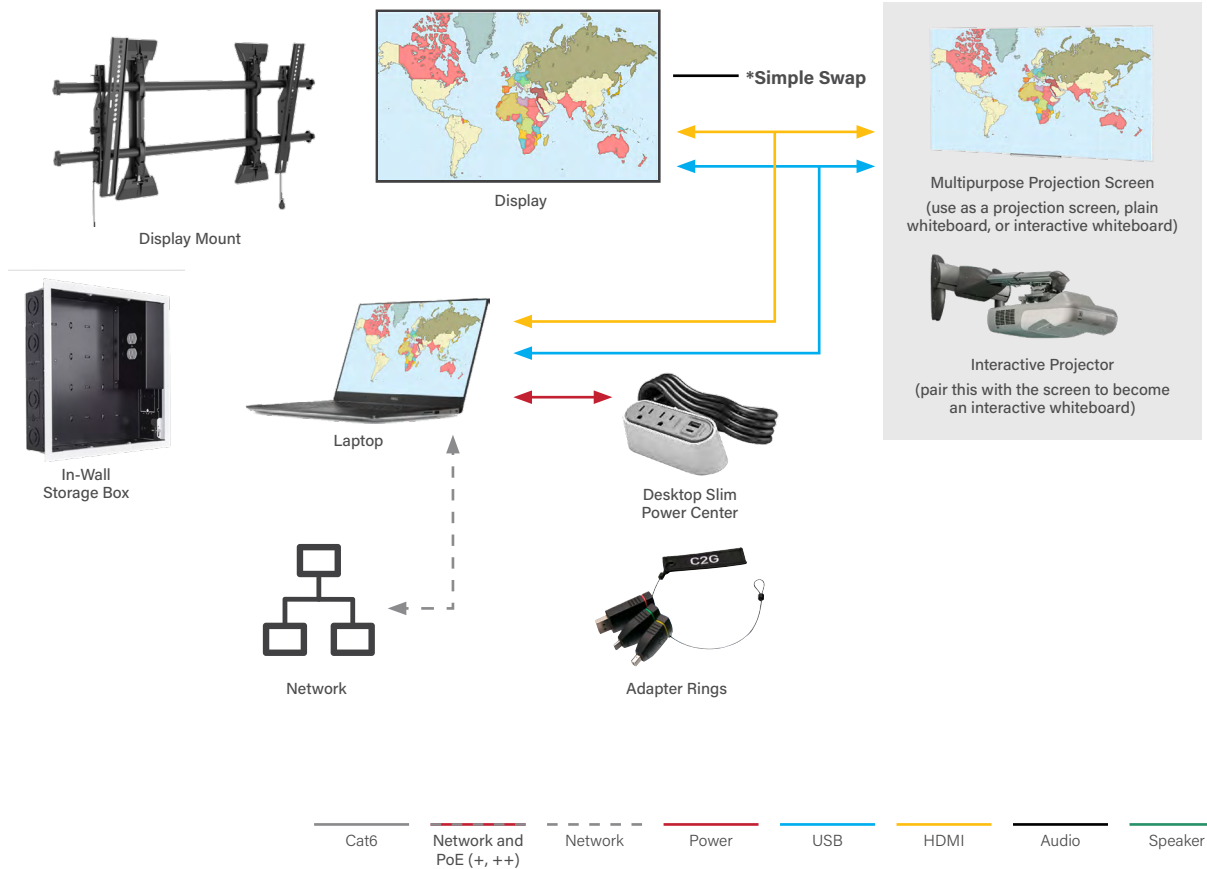 *Simple Swap
Display
Display Mount
Multipurpose Projection Screen
(use as a projection screen, plain
whiteboard, or interactive whiteboard)
Interactive Projector
(pair this with the screen to become
an interactive whiteboard)
Laptop
In-Wall
Storage Box
Desktop Slim
Power Center
C2G
Network
Adapter Rings
Cat6
Network and
PoE (+, ++)
Network
Power
USB
HDMI
Audio
Speaker